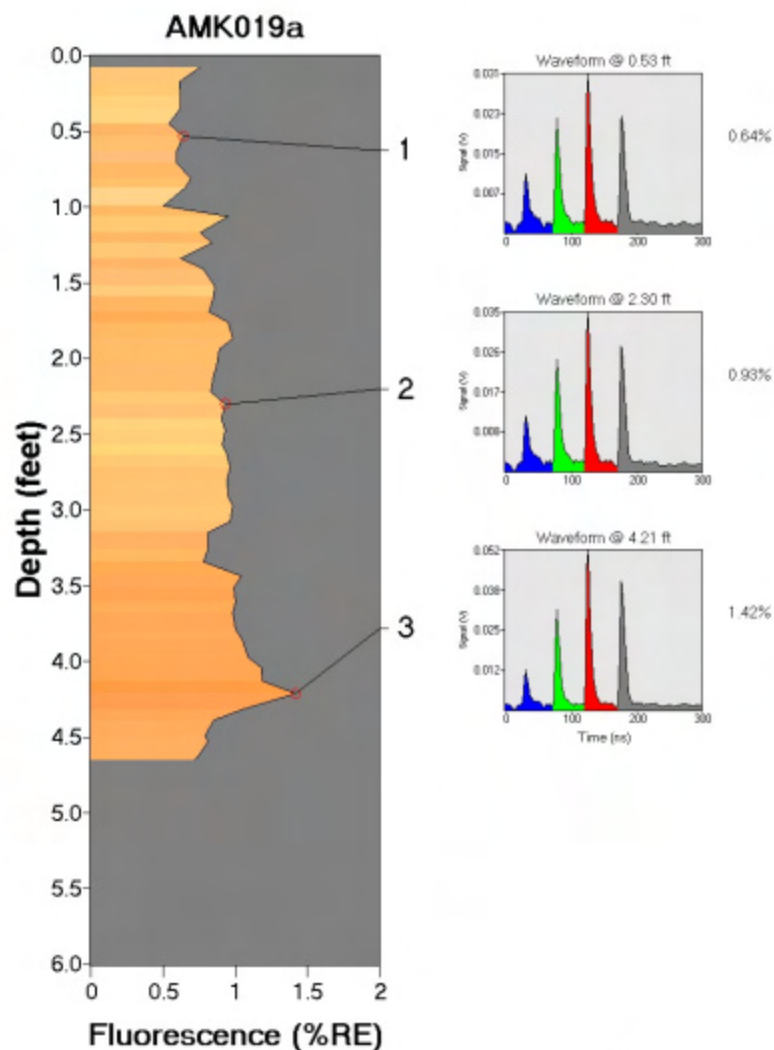 AMK019a
0.0
0.5
1.0
1.5
2.0
2.5
3.0
3.5
4.0
4.5
5.0
5.5
6.0
Depth (feet)
0 0.5 1 1.5 2
Fluorescence (%RE)
1
2
3
Waveform @ 0.53 ft
0.031
0.023
0.015
0.007
Signal (V)
0 100 200 300
0.64%
Waveform @ 2.30 ft
0.035
0.026
0.017
0.008
Signal (V)
0 100 200 300
0.93%
Waveform @ 4.21 ft
0.052
0.038
0.025
0.012
Signal (V)
0 100 200 300
Time (ns)
1.42%